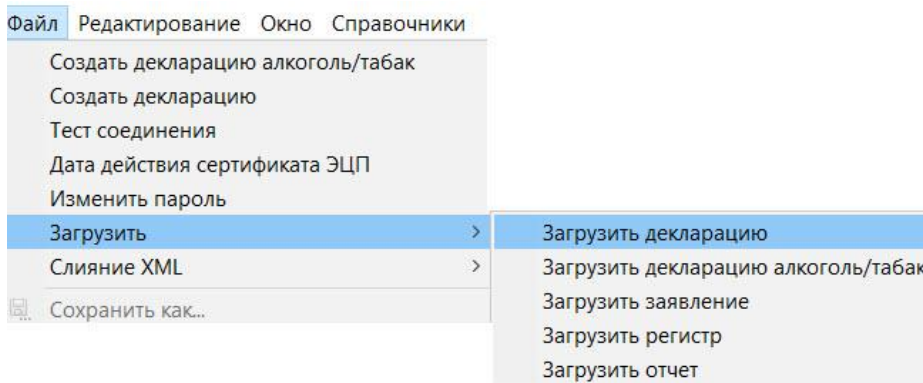 Файл Редактирование Окно Справочники
Создать декларацию алкоголь/табак
Создать декларацию
Тест соединения
Дата действия сертификата ЭЦП
Изменить пароль
Загрузить
Слияние XML
Сохранить как...
Загрузить декларацию
Загрузить декларацию алкоголь/табак
Загрузить заявление
Загрузить регистр
Загрузить отчет